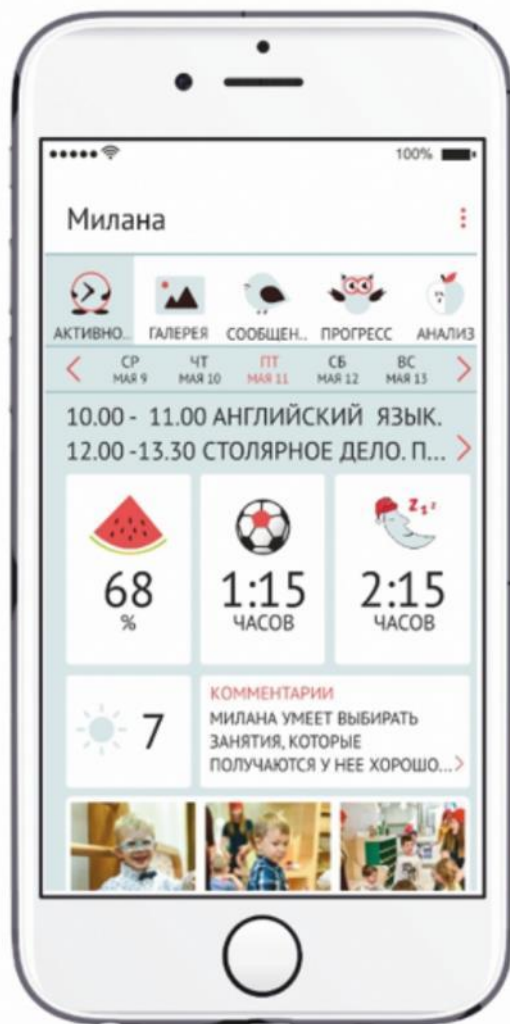 100%
Милана
АКТИВНО.. ГАЛЕРЕЯ СООБЩЕН.. ПРОГРЕСС АНАЛИЗ
СР ЧТ ПТ СБ ВС
МАЯ 9 МАЯ 10 МАЯ 11 МАЯ 12 МАЯ 13
10.00 - 11.00 АНГЛИЙСКИЙ ЯЗЫК.
12.00 -13.30 СТОЛЯРНОЕ ДЕЛО. П...
Z z z
68 1:15 2:15
% ЧАСОВ ЧАСОВ
7
КОММЕНТАРИИ
МИЛАНА УМЕЕТ ВЫБИРАТЬ
ЗАНЯТИЯ, КОТОРЫЕ
ПОЛУЧАЮТСЯ У НЕЕ ХОРОШО...